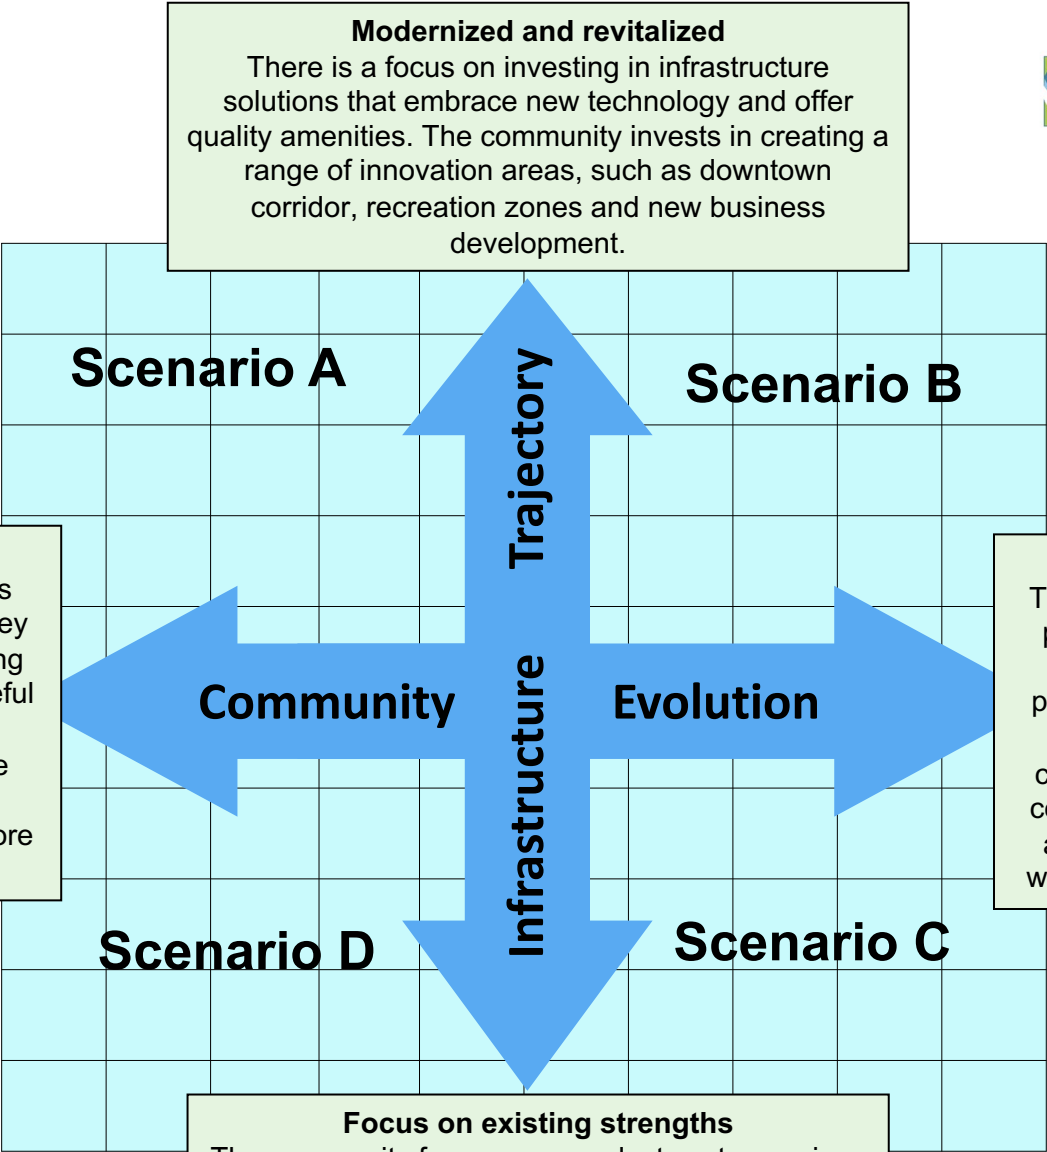 Modernized and revitalized
There is a focus on investing in infrastructure
solutions that embrace new technology and offer
quality amenities. The community invests in creating a
range of innovation areas, such as downtown
corridor, recreation zones and new business
development.
Scenario A
Scenario B
Trajectory
Community
Evolution
Infrastructure
Scenario D
Scenario C
Focus on existing strengths